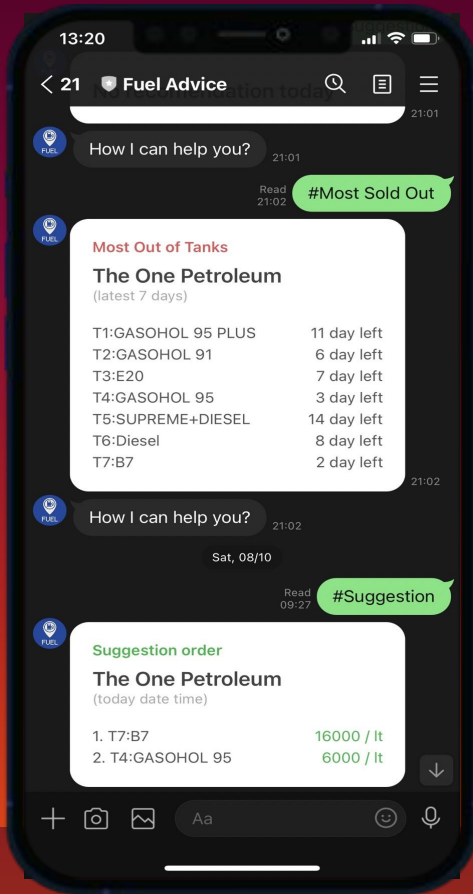 13:20
21 Fuel Advice
No recomendation today
21:01
FUEL
How I can help you?
21:01
Read
21:02
#Most Sold Out
FUEL
Most Out of Tanks
The One Petroleum
(latest 7 days)
T1:GASOHOL 95 PLUS 11 day left
T2:GASOHOL 91 6 day left
T3:E20 7 day left
T4:GASOHOL 95 3 day left
T5:SUPREME+DIESEL 14 day left
T6:Diesel 8 day left
T7:B7 2 day left
21:02
FUEL
How I can help you?
21:02
Sat, 08/10
Read
09:27
#Suggestion
FUEL
Suggestion order
The One Petroleum
(today date time)
1. T7:B7 16000 / lt
2. T4:GASOHOL 95 6000 / lt
Aa